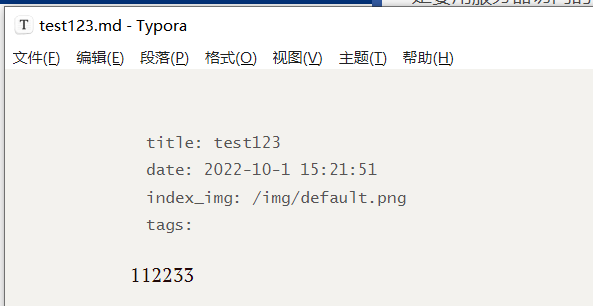 test123.md - Typora
文件(F) 编辑(E) 段落(P) 格式(O) 视图(V) 主题(T) 帮助(H)
title: test123
date: 2022-10-1 15:21:51
index_img: /img/default.png
tags:
112233